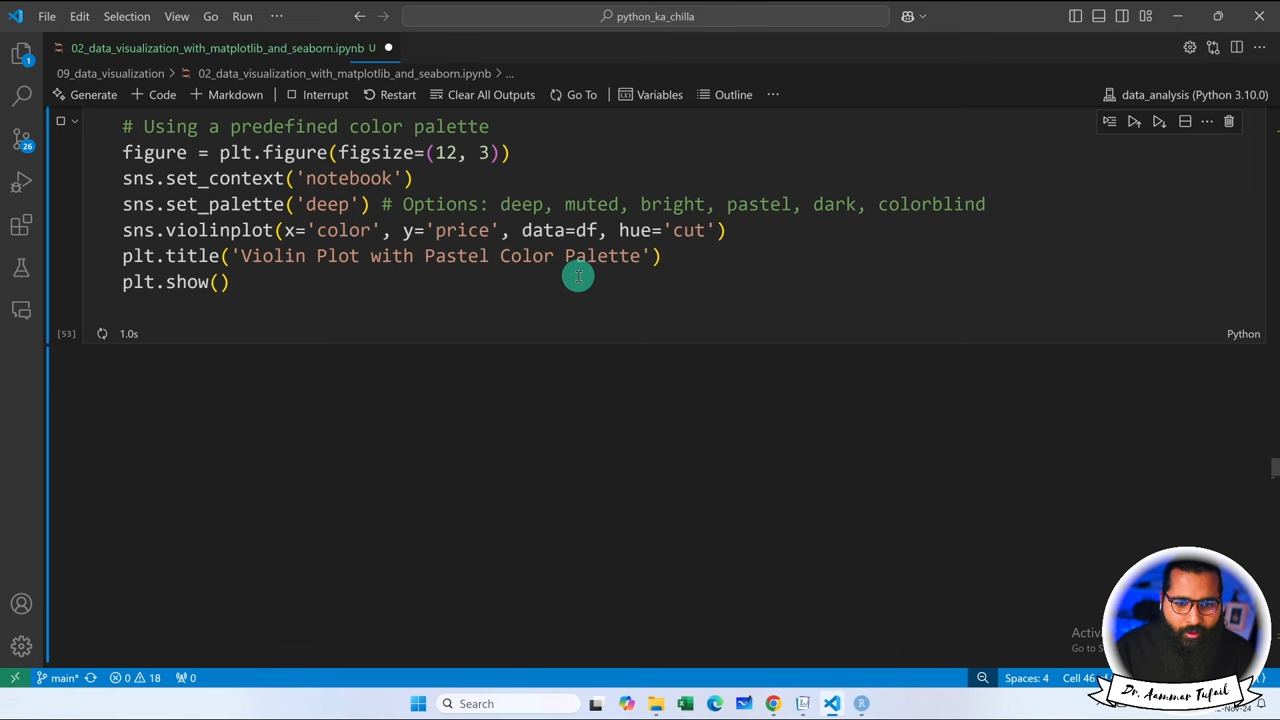 File Edit Selection View Go Run ··· python_ka_chilla
02_data_visualization_with_matplotlib_and_seaborn.ipynb U
09_data_visualization > 02_data_visualization_with_matplotlib_and_seaborn.ipynb > ...
Generate + Code + Markdown Interrupt Restart Clear All Outputs Go To Variables Outline ··· data_analysis (Python 3.10.0)
# Using a predefined color palette
figure = plt.figure(figsize=(12, 3))
sns.set_context('notebook')
sns.set_palette('deep') # Options: deep, muted, bright, pastel, dark, colorblind
sns.violinplot(x='color', y='price', data=df, hue='cut')
plt.title('Violin Plot with Pastel Color Palette')
plt.show()
[53] 1.0s Python
1
26
Go to S
main* 0 18 0 Spaces: 4 Cell 46
Dr. Aammar Tufail
Search